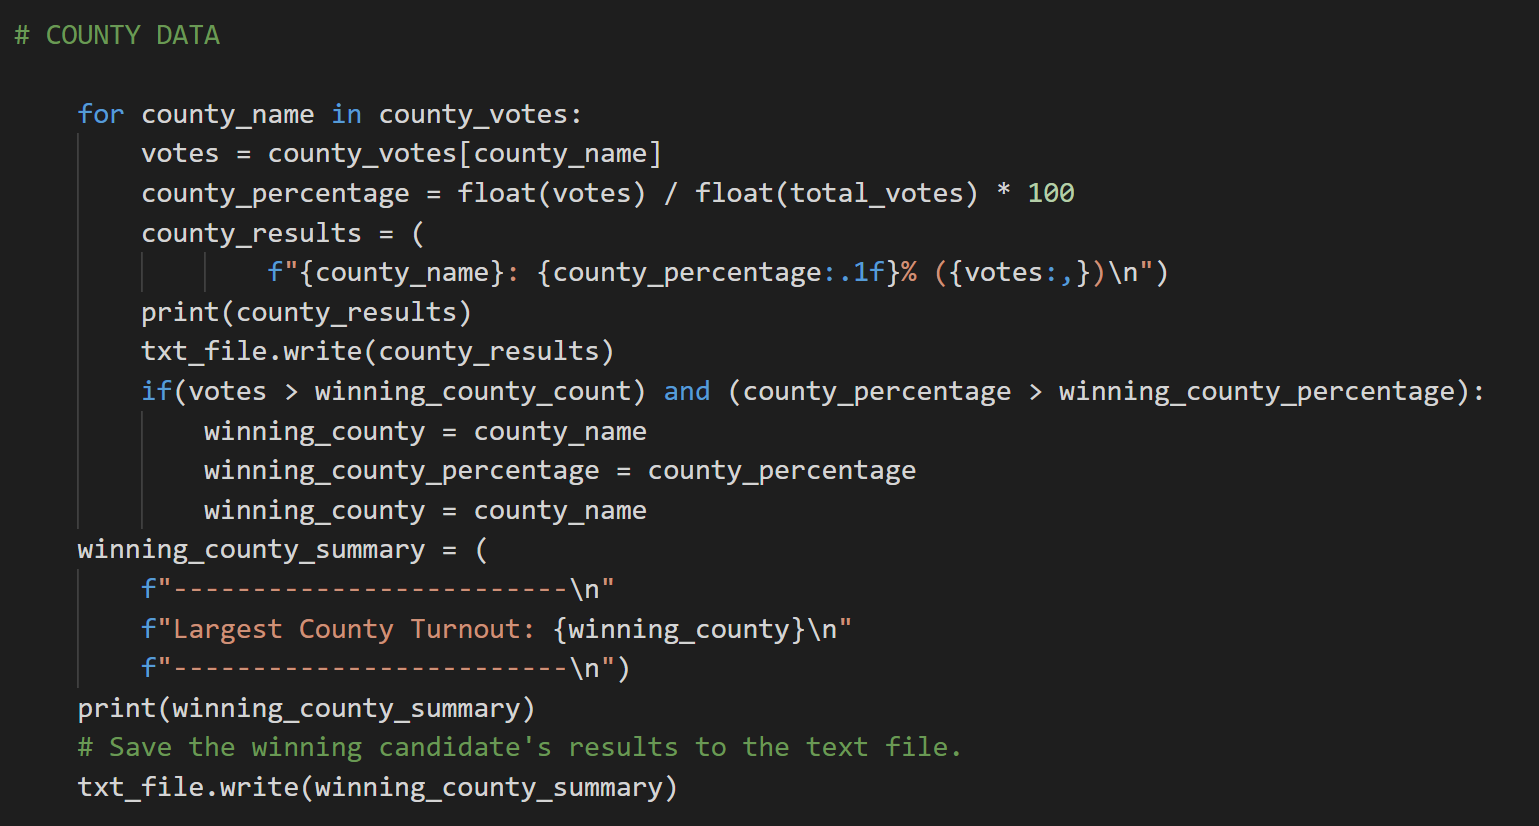 # COUNTY DATA

    for county_name in county_votes:
        votes = county_votes[county_name]
        county_percentage = float(votes) / float(total_votes) * 100
        county_results = (
                f"{county_name}: {county_percentage:.1f}% ({votes:,})\n")
        print(county_results)
        txt_file.write(county_results)
        if(votes > winning_county_count) and (county_percentage > winning_county_percentage):
            winning_county = county_name
            winning_county_percentage = county_percentage
            winning_county = county_name
    winning_county_summary = (
        f"-------------------------\n"
        f"Largest County Turnout: {winning_county}\n"
        f"-------------------------\n")
    print(winning_county_summary)
    # Save the winning candidate's results to the text file.
    txt_file.write(winning_county_summary)